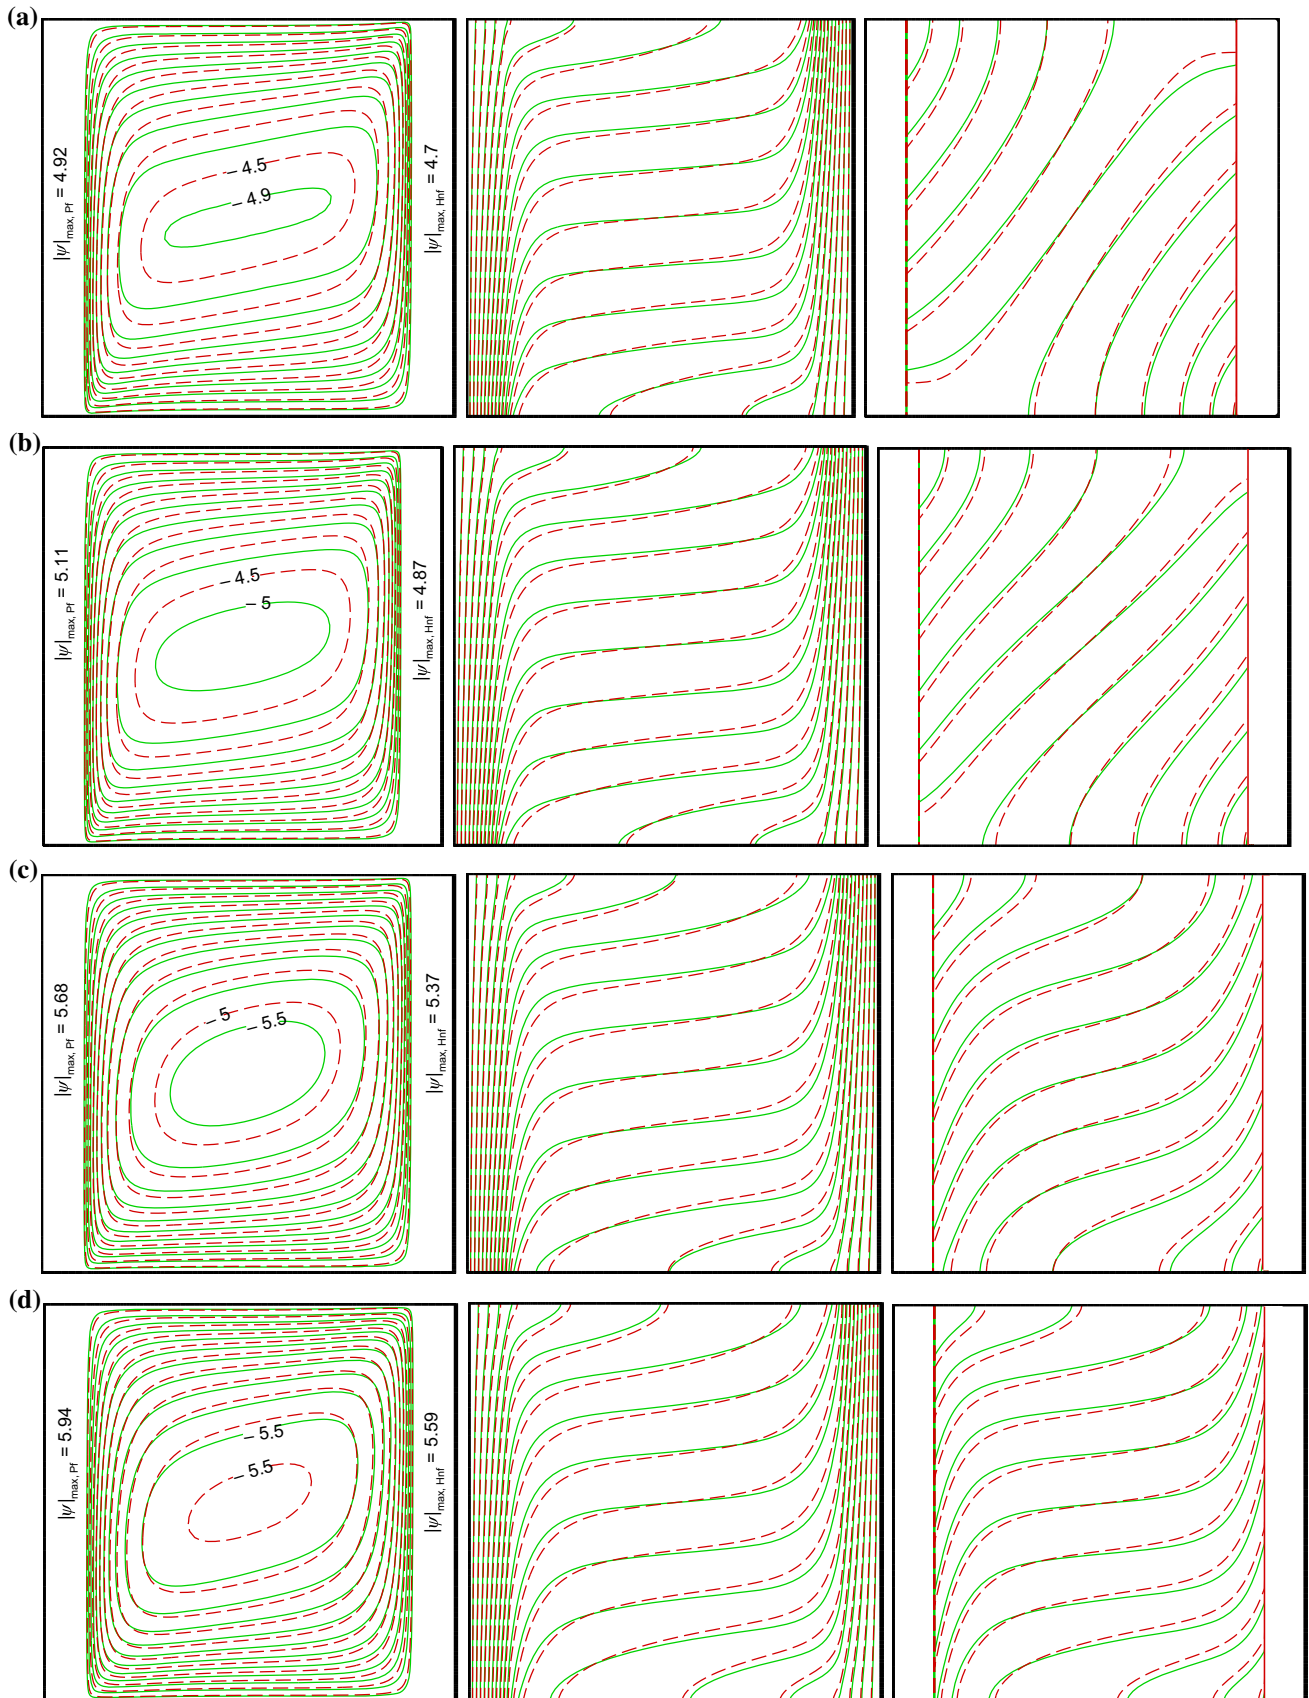 (a)
|ψ|max, Pf = 4.92
– 4.5
– 4.9
|ψ|max, Hnf = 4.7
(b)
|ψ|max, Pf = 5.11
– 4.5
– 5
|ψ|max, Hnf = 4.87
(c)
|ψ|max, Pf = 5.68
– 5
– 5.5
|ψ|max, Hnf = 5.37
(d)
|ψ|max, Pf = 5.94
– 5.5
– 5.5
|ψ|max, Hnf = 5.59